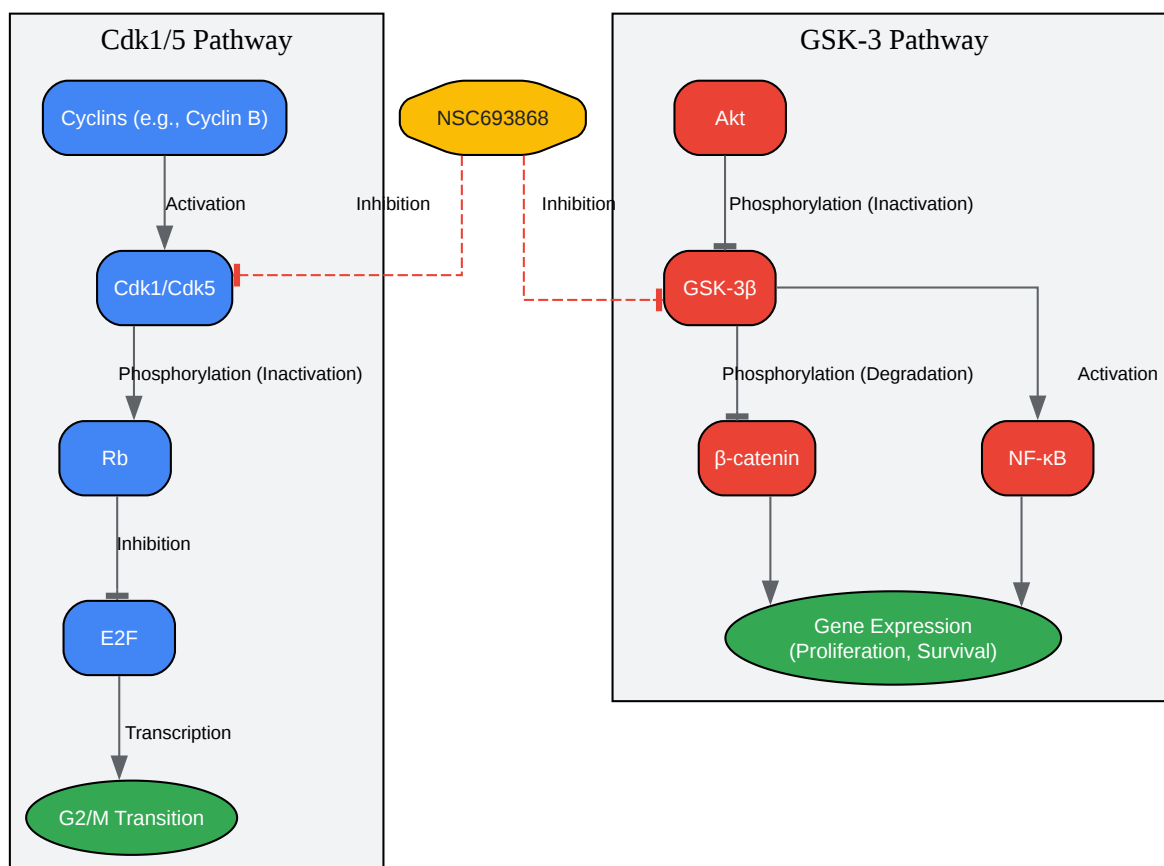 Cdk1/5 Pathway
Cyclins (e.g., Cyclin B)
Activation
Cdk1/Cdk5
Phosphorylation (Inactivation)
Rb
Inhibition
E2F
Transcription
G2/M Transition
NSC693868
Inhibition
Inhibition
GSK-3 Pathway
Akt
Phosphorylation (Inactivation)
GSK-3β
Phosphorylation (Degradation)
Activation
β-catenin
NF-κB
Gene Expression
(Proliferation, Survival)